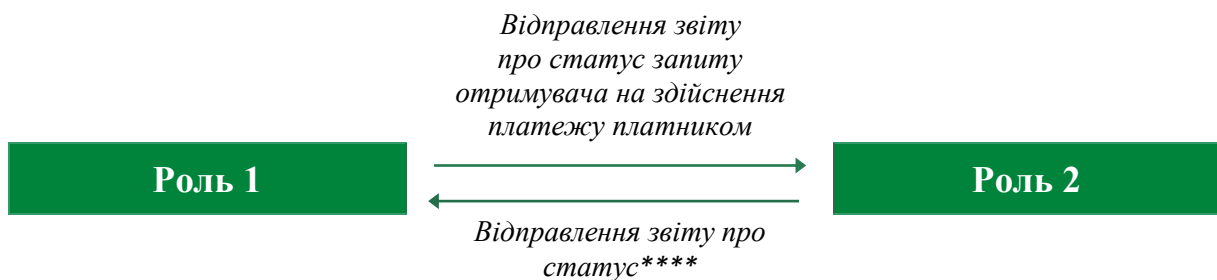 Відправлення звіту
про статус запиту
отримувача на здійснення
платежу платником
Роль 1
Роль 2
Відправлення звіту про
статус****